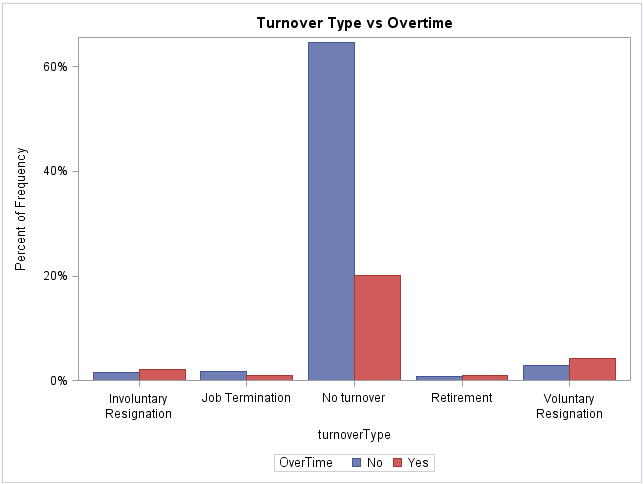 Turnover Type vs Overtime
Percent of Frequency
60%
40%
20%
0%
Involuntary
Resignation
Job Termination
No turnover
Retirement
Voluntary
Resignation
turnoverType
OverTime No Yes